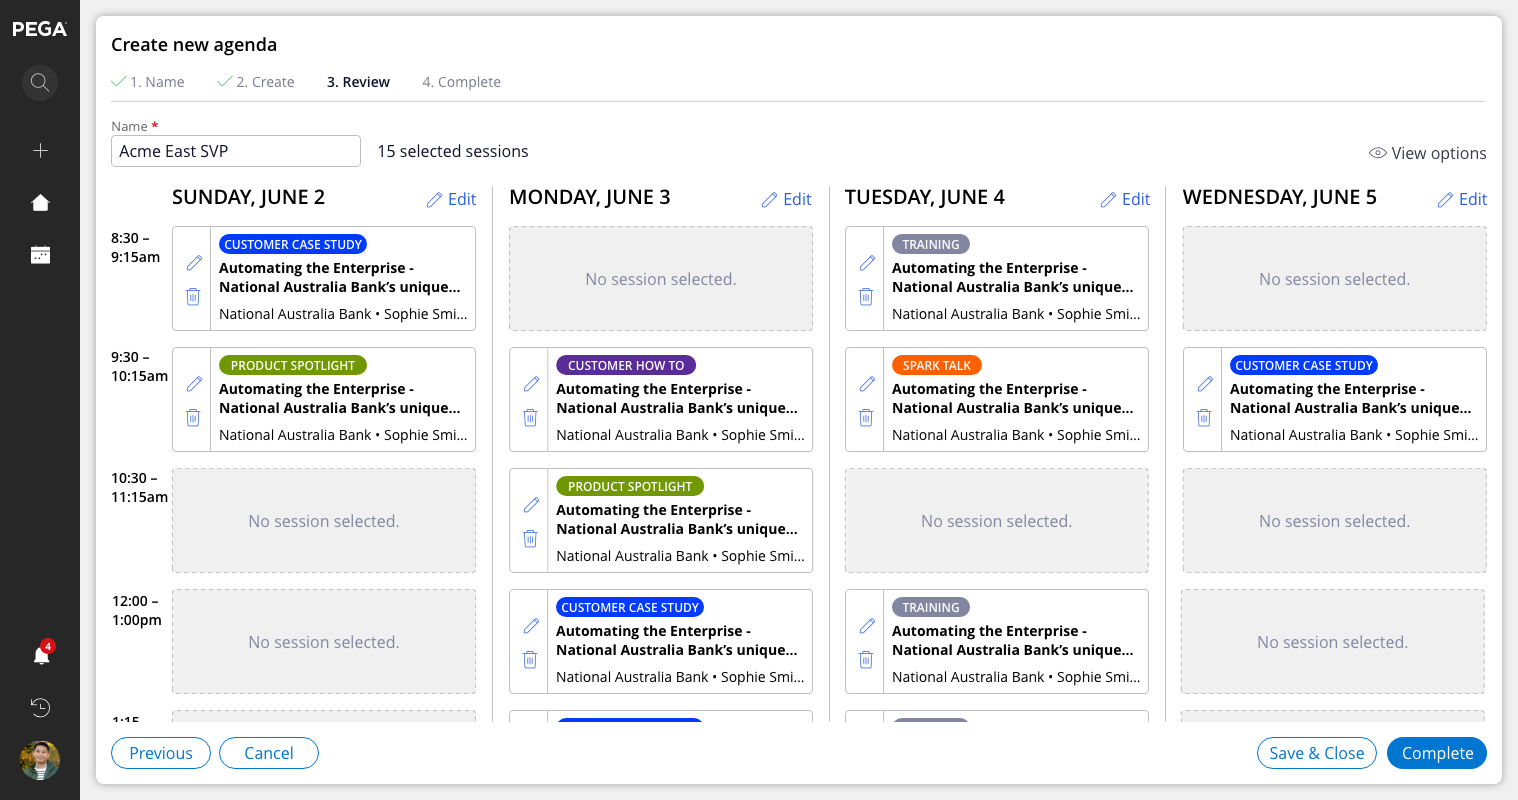 PEGA
Create new agenda
1. Name
2. Create
3. Review
4. Complete
Name *
Acme East SVP
15 selected sessions
View options
SUNDAY, JUNE 2
Edit
MONDAY, JUNE 3
Edit
TUESDAY, JUNE 4
Edit
WEDNESDAY, JUNE 5
Edit
8:30 –
9:15am
CUSTOMER CASE STUDY
Automating the Enterprise -
National Australia Bank’s unique...
National Australia Bank • Sophie Smi...
No session selected.
TRAINING
Automating the Enterprise -
National Australia Bank’s unique...
National Australia Bank • Sophie Smi...
No session selected.
9:30 –
10:15am
PRODUCT SPOTLIGHT
Automating the Enterprise -
National Australia Bank’s unique...
National Australia Bank • Sophie Smi...
CUSTOMER HOW TO
Automating the Enterprise -
National Australia Bank’s unique...
National Australia Bank • Sophie Smi...
SPARK TALK
Automating the Enterprise -
National Australia Bank’s unique...
National Australia Bank • Sophie Smi...
CUSTOMER CASE STUDY
Automating the Enterprise -
National Australia Bank’s unique...
National Australia Bank • Sophie Smi...
10:30 –
11:15am
No session selected.
PRODUCT SPOTLIGHT
Automating the Enterprise -
National Australia Bank’s unique...
National Australia Bank • Sophie Smi...
No session selected.
No session selected.
12:00 –
1:00pm
No session selected.
CUSTOMER CASE STUDY
Automating the Enterprise -
National Australia Bank’s unique...
National Australia Bank • Sophie Smi...
TRAINING
Automating the Enterprise -
National Australia Bank’s unique...
National Australia Bank • Sophie Smi...
No session selected.
4
Previous
Cancel
Save & Close
Complete